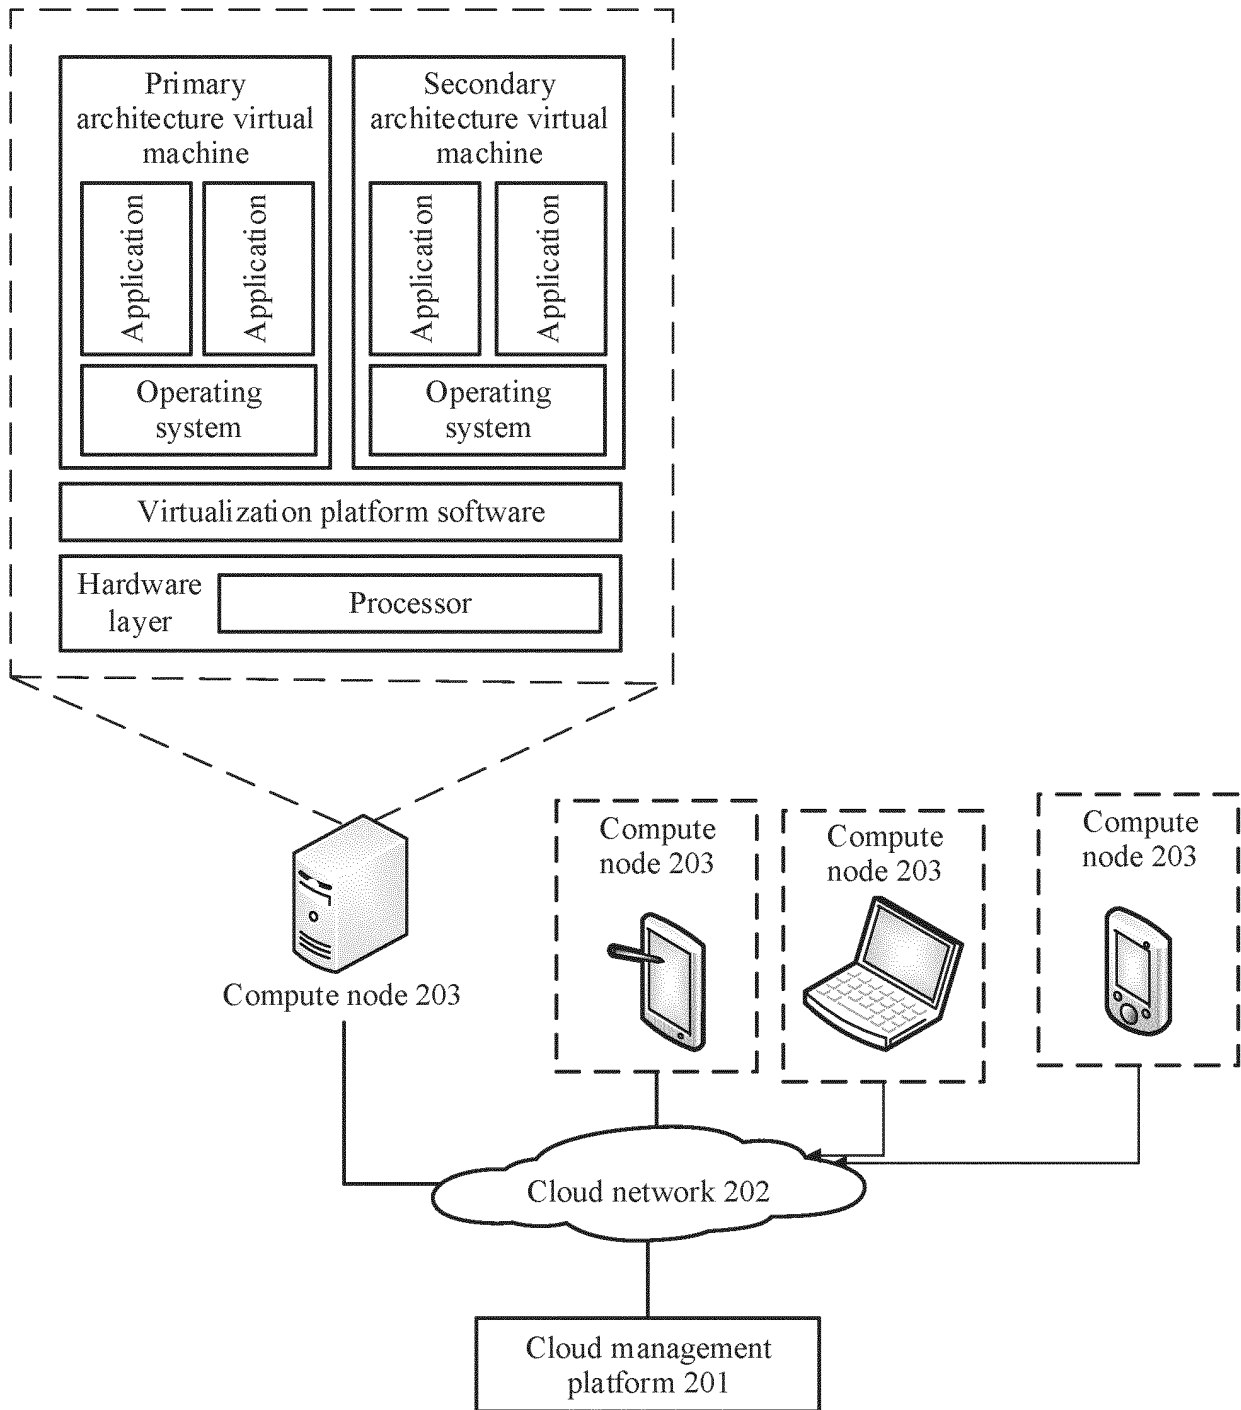 Primary
architecture virtual
machine
Application
Application
Operating
system
Secondary
architecture virtual
machine
Application
Application
Operating
system
Virtualization platform software
Hardware
layer
Processor
Compute node 203
Compute
node 203
Compute
node 203
Compute
node 203
Cloud network 202
Cloud management
platform 201